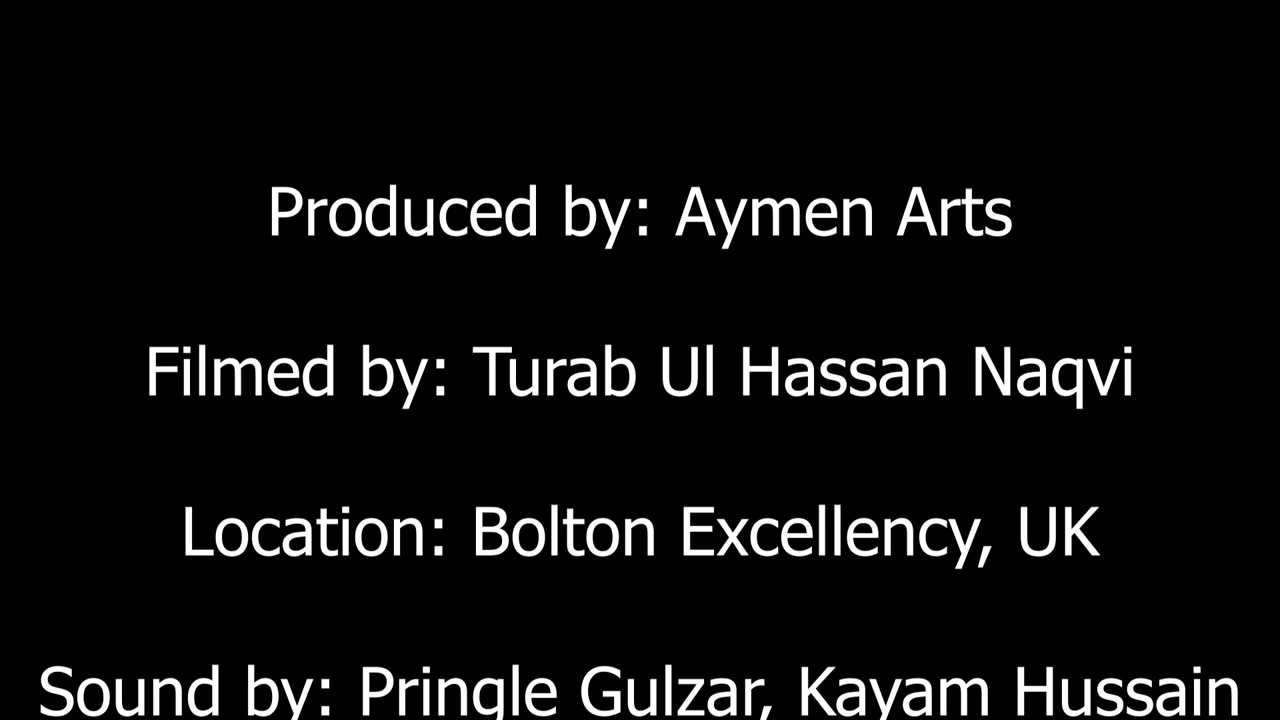 Produced by: Aymen Arts
Filmed by: Turab Ul Hassan Naqvi
Location: Bolton Excellency, UK
Sound by: Pringle Gulzar, Kayam Hussain